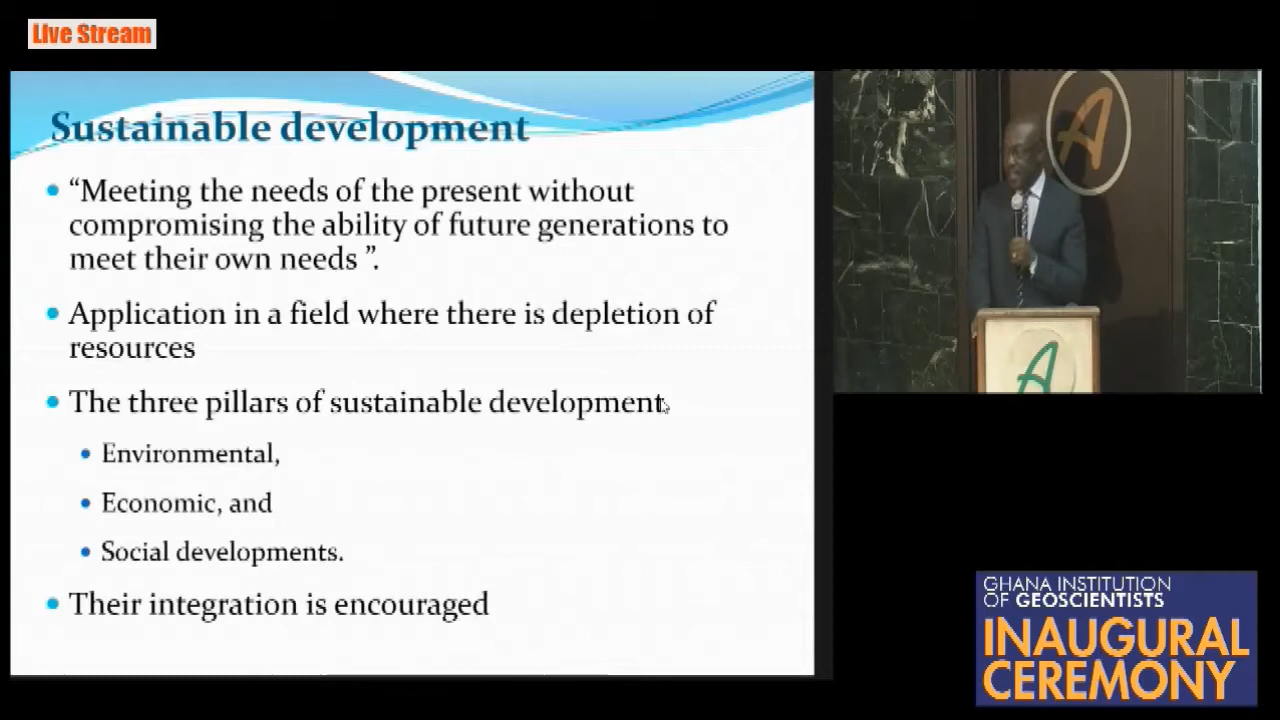 Live Stream
Sustainable development
• “Meeting the needs of the present without
compromising the ability of future generations to
meet their own needs ”.
• Application in a field where there is depletion of
resources
• The three pillars of sustainable development
• Environmental,
• Economic, and
• Social developments.
• Their integration is encouraged
A
A
GHANA INSTITUTION
OF GEOSCIENTISTS
INAUGURAL
CEREMONY